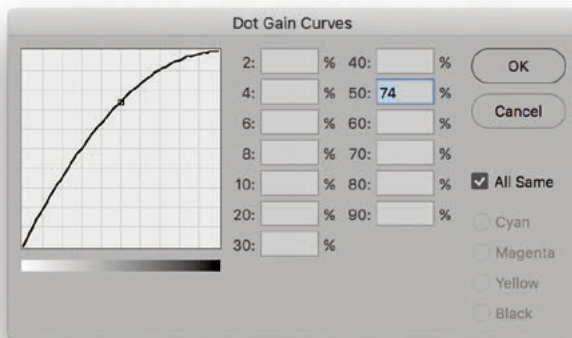 Dot Gain Curves
2: % 40: %
4: % 50: 74 %
6: % 60: %
8: % 70: %
10: % 80: %
20: % 90: %
30: %
OK
Cancel
All Same
Cyan
Magenta
Yellow
Black